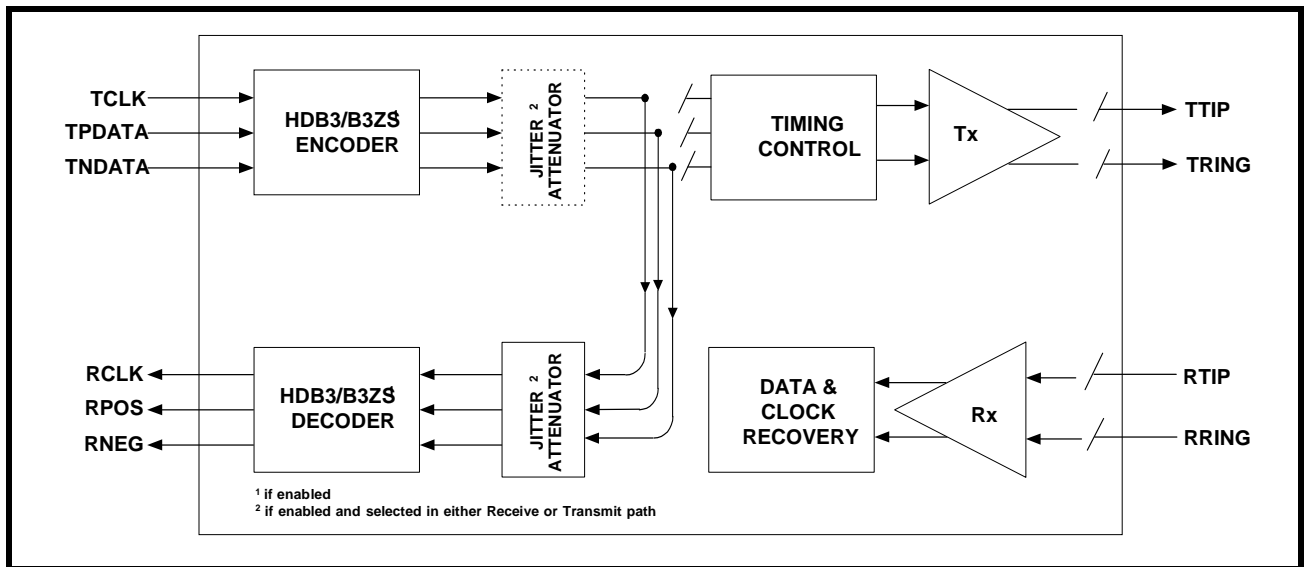 TCLK
TPDATA
TNDATA
HDB3/B3ZS¹
ENCODER
JITTER ²
ATTENUATOR
TIMING
CONTROL
Tx
TTIP
TRING
RCLK
RPOS
RNEG
HDB3/B3ZS¹
DECODER
JITTER ²
ATTENUATOR
DATA &
CLOCK
RECOVERY
Rx
RTIP
RRING
¹ if enabled
² if enabled and selected in either Receive or Transmit path